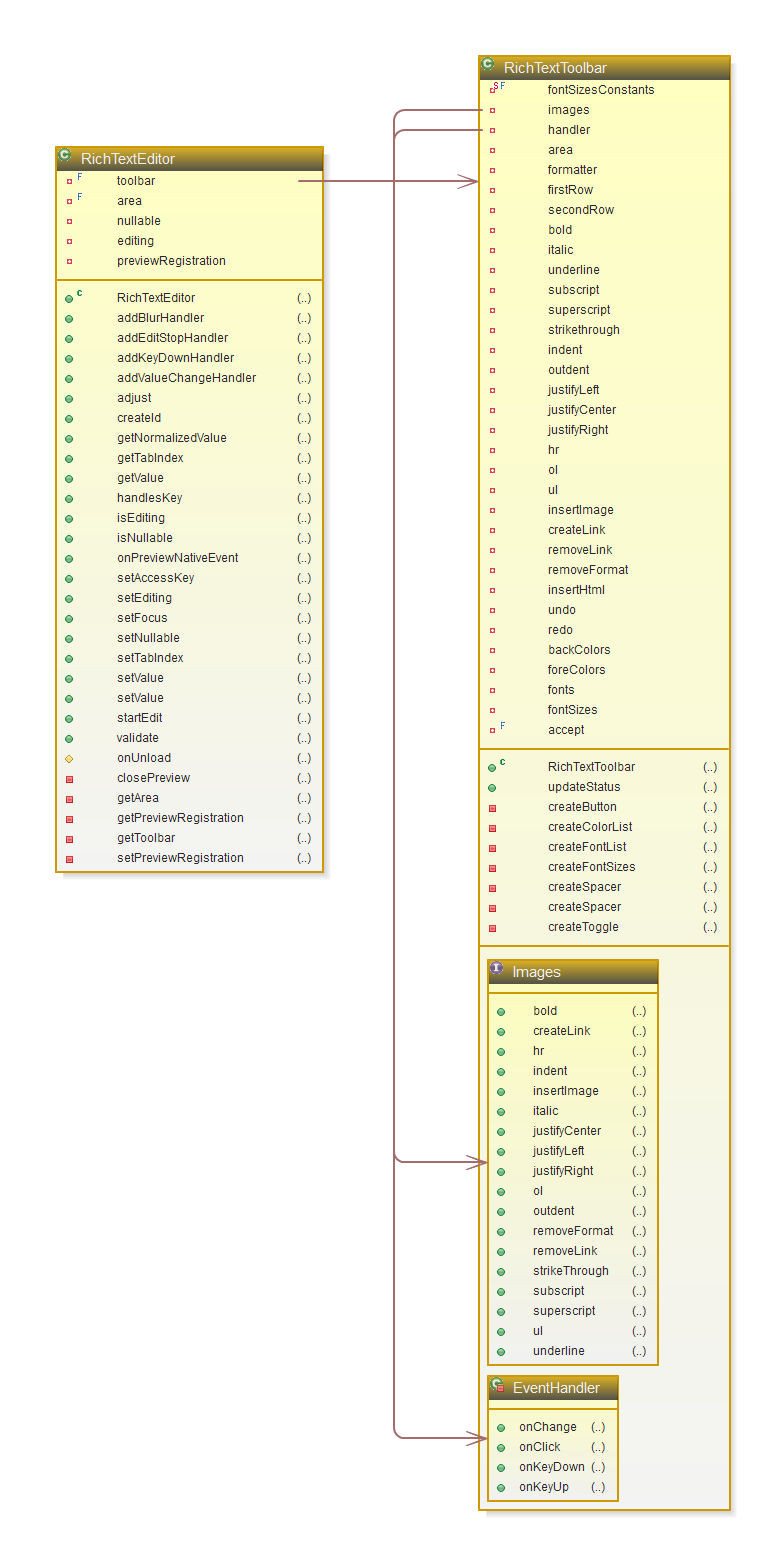 RichTextEditor
F toolbar
F area
nullable
editing
previewRegistration
C RichTextEditor (..)
addBlurHandler (..)
addEditStopHandler (..)
addKeyDownHandler (..)
addValueChangeHandler (..)
adjust (..)
createId (..)
getNormalizedValue (..)
getTabIndex (..)
getValue (..)
handlesKey (..)
isEditing (..)
isNullable (..)
onPreviewNativeEvent (..)
setAccessKey (..)
setEditing (..)
setFocus (..)
setNullable (..)
setTabIndex (..)
setValue (..)
setValue (..)
startEdit (..)
validate (..)
onUnload (..)
closePreview (..)
getArea (..)
getPreviewRegistration (..)
getToolbar (..)
setPreviewRegistration (..)
RichTextToolbar
S F fontSizesConstants
images
handler
area
formatter
firstRow
secondRow
bold
italic
underline
subscript
superscript
strikethrough
indent
outdent
justifyLeft
justifyCenter
justifyRight
hr
ol
ul
insertImage
createLink
removeLink
removeFormat
insertHtml
undo
redo
backColors
foreColors
fonts
fontSizes
F accept
C RichTextToolbar (..)
updateStatus (..)
createButton (..)
createColorList (..)
createFontList (..)
createFontSizes (..)
createSpacer (..)
createSpacer (..)
createToggle (..)
Images
bold (..)
createLink (..)
hr (..)
indent (..)
insertImage (..)
italic (..)
justifyCenter (..)
justifyLeft (..)
justifyRight (..)
ol (..)
outdent (..)
removeFormat (..)
removeLink (..)
strikeThrough (..)
subscript (..)
superscript (..)
ul (..)
underline (..)
EventHandler
onChange (..)
onClick (..)
onKeyDown (..)
onKeyUp (..)